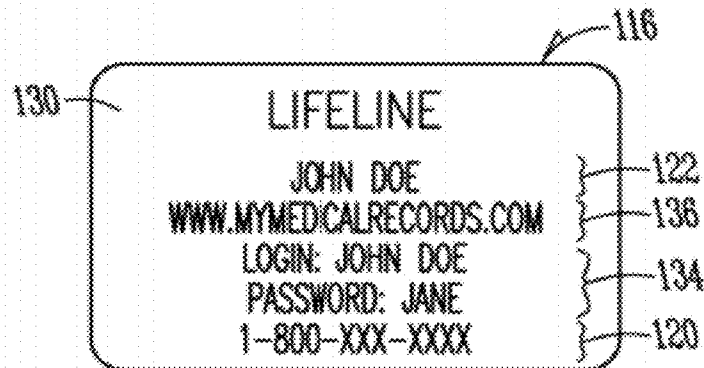 116
130
LIFELINE
JOHN DOE 122
WWW.MYMEDCALRECORDS.COM 136
LOGIN: JOHN DOE
134
PASSWORD: JANE
1-800-XXX-XXXX 120